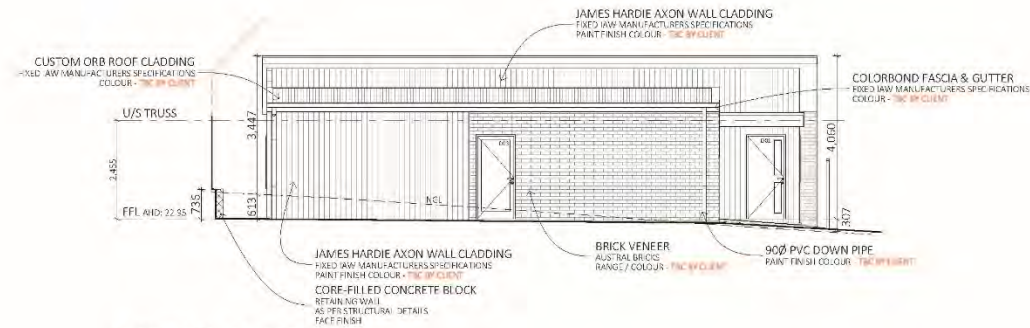 JAMES HARDIE AXON WALL CLADDING
FIXED IAW MANUFACTURERS SPECIFICATIONS
PAINT FINISH COLOUR - TBC BY CLIENT
CUSTOM ORB ROOF CLADDING
FIXED IAW MANUFACTURERS SPECIFICATIONS
COLOUR - TBC BY CLIENT
COLORBOND FASCIA & GUTTER
FIXED IAW MANUFACTURERS SPECIFICATIONS
COLOUR - TBC BY CLIENT
U/S TRUSS
3,447
4,060
2,455
NGL
FFL AHD: 22.95
735
613
307
JAMES HARDIE AXON WALL CLADDING
FIXED IAW MANUFACTURERS SPECIFICATIONS
PAINT FINISH COLOUR - TBC BY CLIENT
BRICK VENEER
AUSTRAL BRICKS
RANGE / COLOUR - TBC BY CLIENT
90Ø PVC DOWN PIPE
PAINT FINISH COLOUR - TBC BY CLIENT
CORE-FILLED CONCRETE BLOCK
RETAINING WALL
AS PER STRUCTURAL DETAILS
FACE FINISH